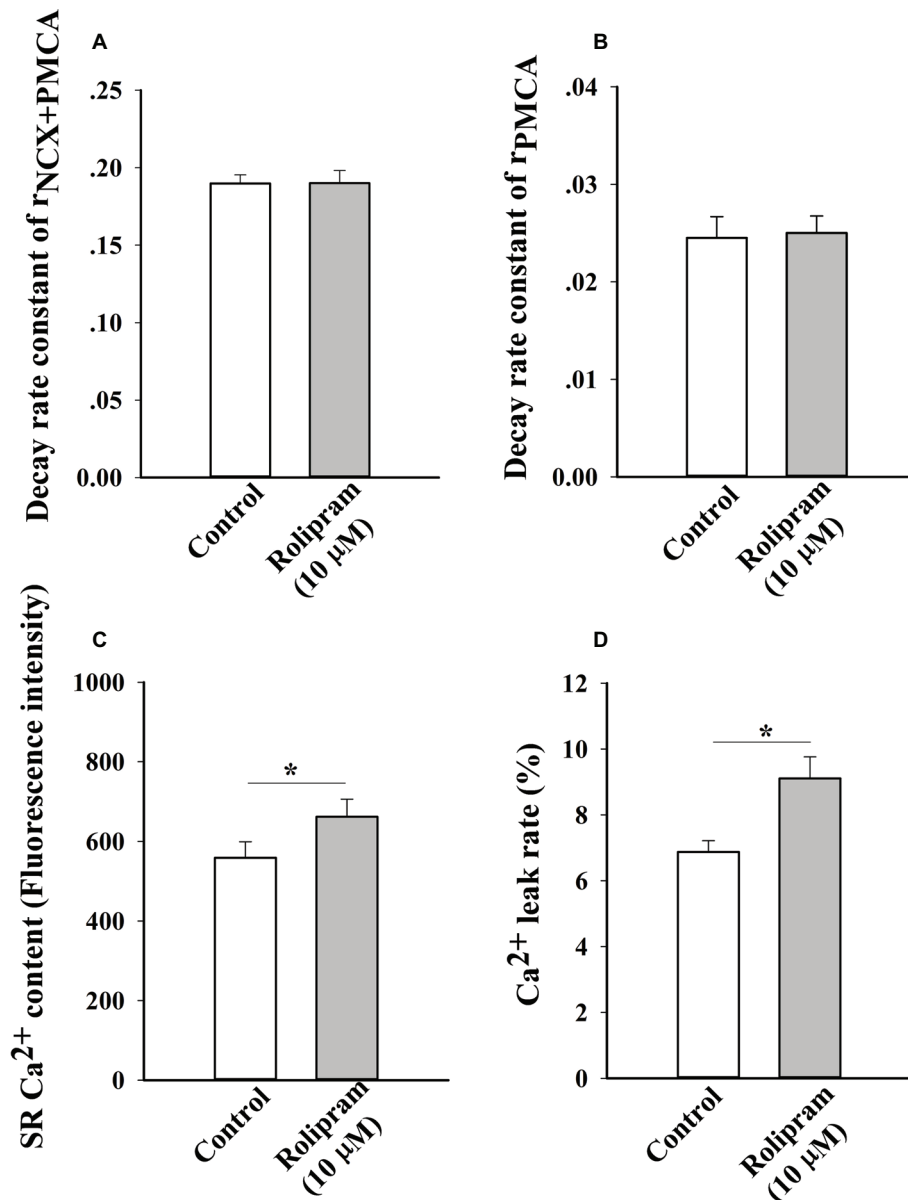 A
Decay rate constant of rNCX+PMCA
.25
.20
.15
.10
.05
0.00
Control
Rolipram
(10 µM)
B
Decay rate constant of rPMCA
.04
.03
.02
.01
0.00
Control
Rolipram
(10 µM)
C
SR Ca²⁺ content (Fluorescence intensity)
1000
800
600
400
200
0
*
Control
Rolipram
(10 µM)
D
Ca²⁺ leak rate (%)
12
10
8
6
4
2
0
*
Control
Rolipram
(10 µM)